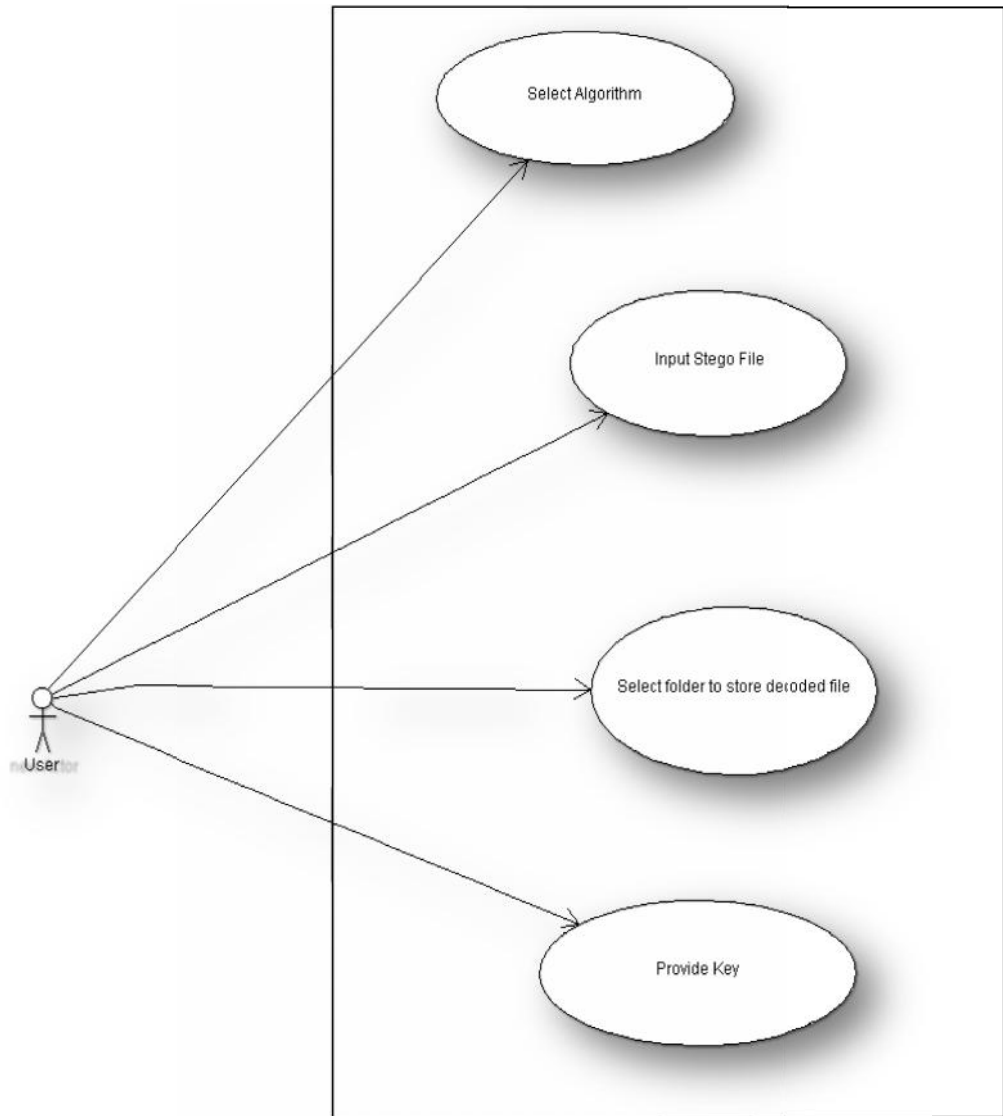 Select Algorithm
Input Stego File
Select folder to store decoded file
User
Provide Key